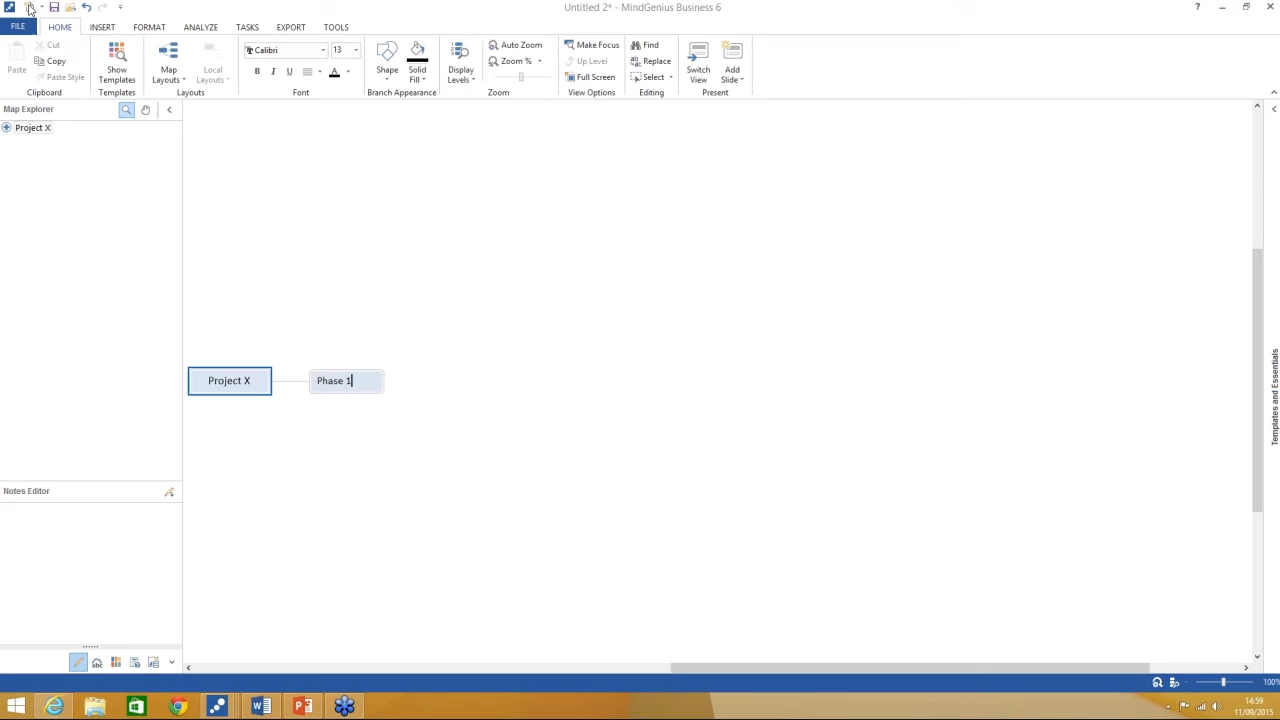 Untitled 2* - MindGenius Business 6
FILE HOME INSERT FORMAT ANALYZE TASKS EXPORT TOOLS
Paste
Cut
Copy
Paste Style
Clipboard
Show Templates
Templates
Map Layouts
Local Layouts
Layouts
Calibri 13
B I U A
Font
Shape
Solid Fill
Branch Appearance
Display Levels
Auto Zoom
Zoom %
Zoom
Make Focus
Up Level
Full Screen
View Options
Find
Replace
Select
Editing
Switch View
Add Slide
Present
Map Explorer
Project X
Project X
Phase 1
Templates and Essentials
Notes Editor
100%
14:59
11/09/2015